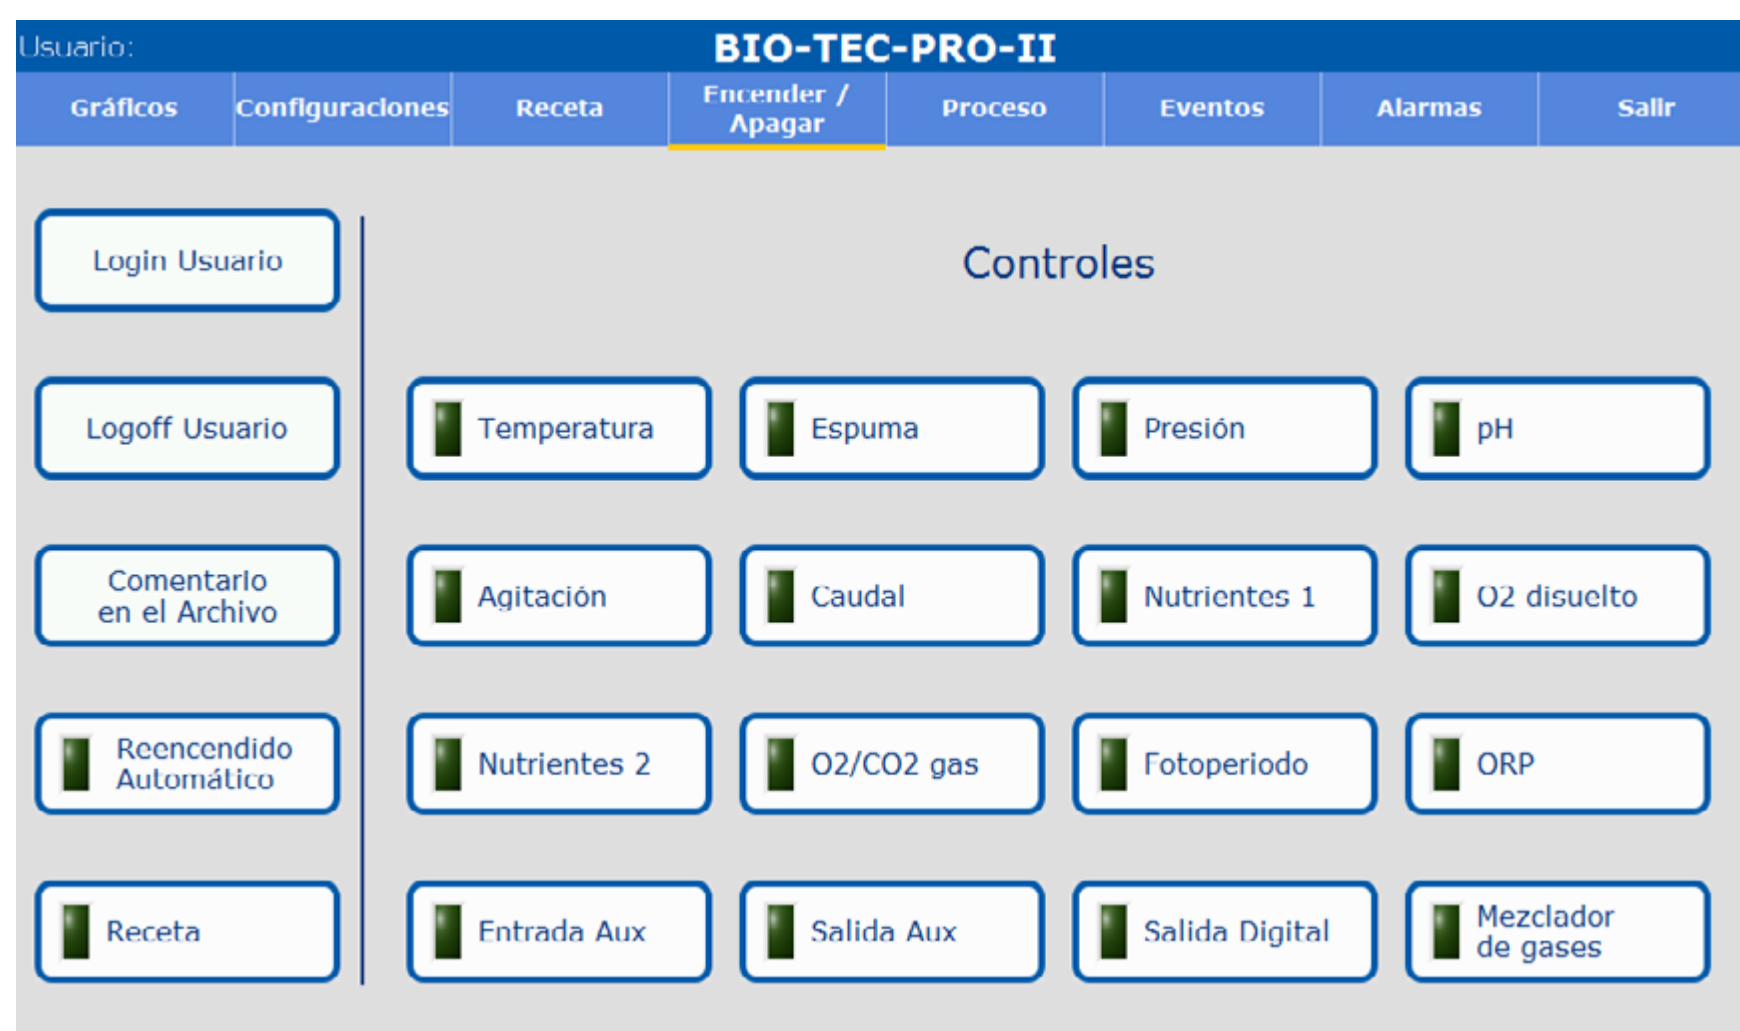 Usuario:
BIO-TEC-PRO-II
Gráficos
Configuraciones
Receta
Encender /
Apagar
Proceso
Eventos
Alarmas
Salir
Login Usuario
Controles
Logoff Usuario
Temperatura
Espuma
Presión
pH
Comentario
en el Archivo
Agitación
Caudal
Nutrientes 1
O2 disuelto
Reencendido
Automático
Nutrientes 2
O2/CO2 gas
Fotoperiodo
ORP
Receta
Entrada Aux
Salida Aux
Salida Digital
Mezclador
de gases